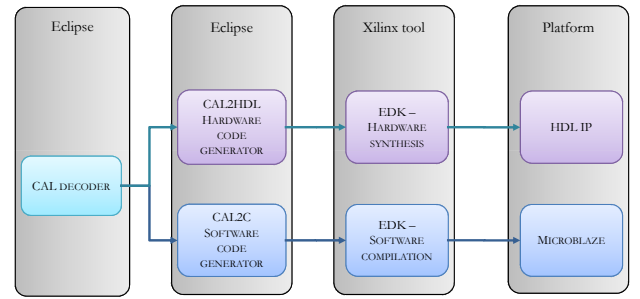 Eclipse
Eclipse
Xilinx tool
Platform
CAL DECODER
CAL2HDL
HARDWARE
CODE
GENERATOR
EDK –
HARDWARE
SYNTHESIS
HDL IP
CAL2C
SOFTWARE
CODE
GENERATOR
EDK –
SOFTWARE
COMPILATION
MICROBLAZE